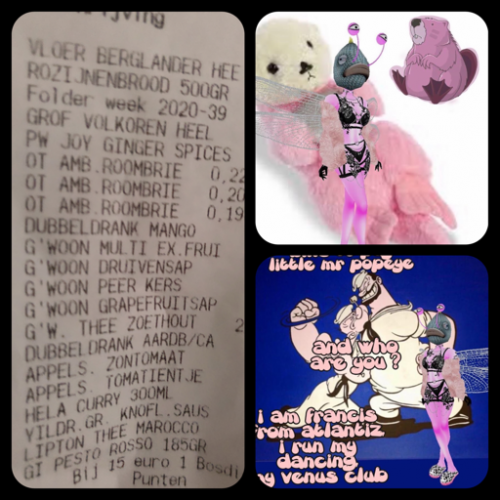 VLOER BERGLANDER HEE
ROZIJNENBROOD 500GR
Folder week 2020-39
GROF VOLKOREN HEEL
PW JOY GINGER SPICES
OT AMB.ROOMBRIE 0,22
OT AMB.ROOMBRIE 0,20
OT AMB.ROOMBRIE 0,19
DUBBELDRANK MANGO
G'WOON MULTI EX.FRUI
G'WOON DRUIVENSAP
G'WOON PEER KERS
G'WOON GRAPEFRUITSAP
G'W. THEE ZOETHOUT 2
DUBBELDRANK AARDB/CA
APPELS. ZONTOMAAT
APPELS. TOMATIENTJE
HELA CURRY 300ML
YILDR.GR. KNOFL.SAUS
LIPTON THEE MAROCCO
GI PESTO ROSSO 185GR
Bij 15 euro 1 Bosdi
Punten
little mr popeye
and who
are you?
i am francis
from atlantiz
i run my
dancing
venus club